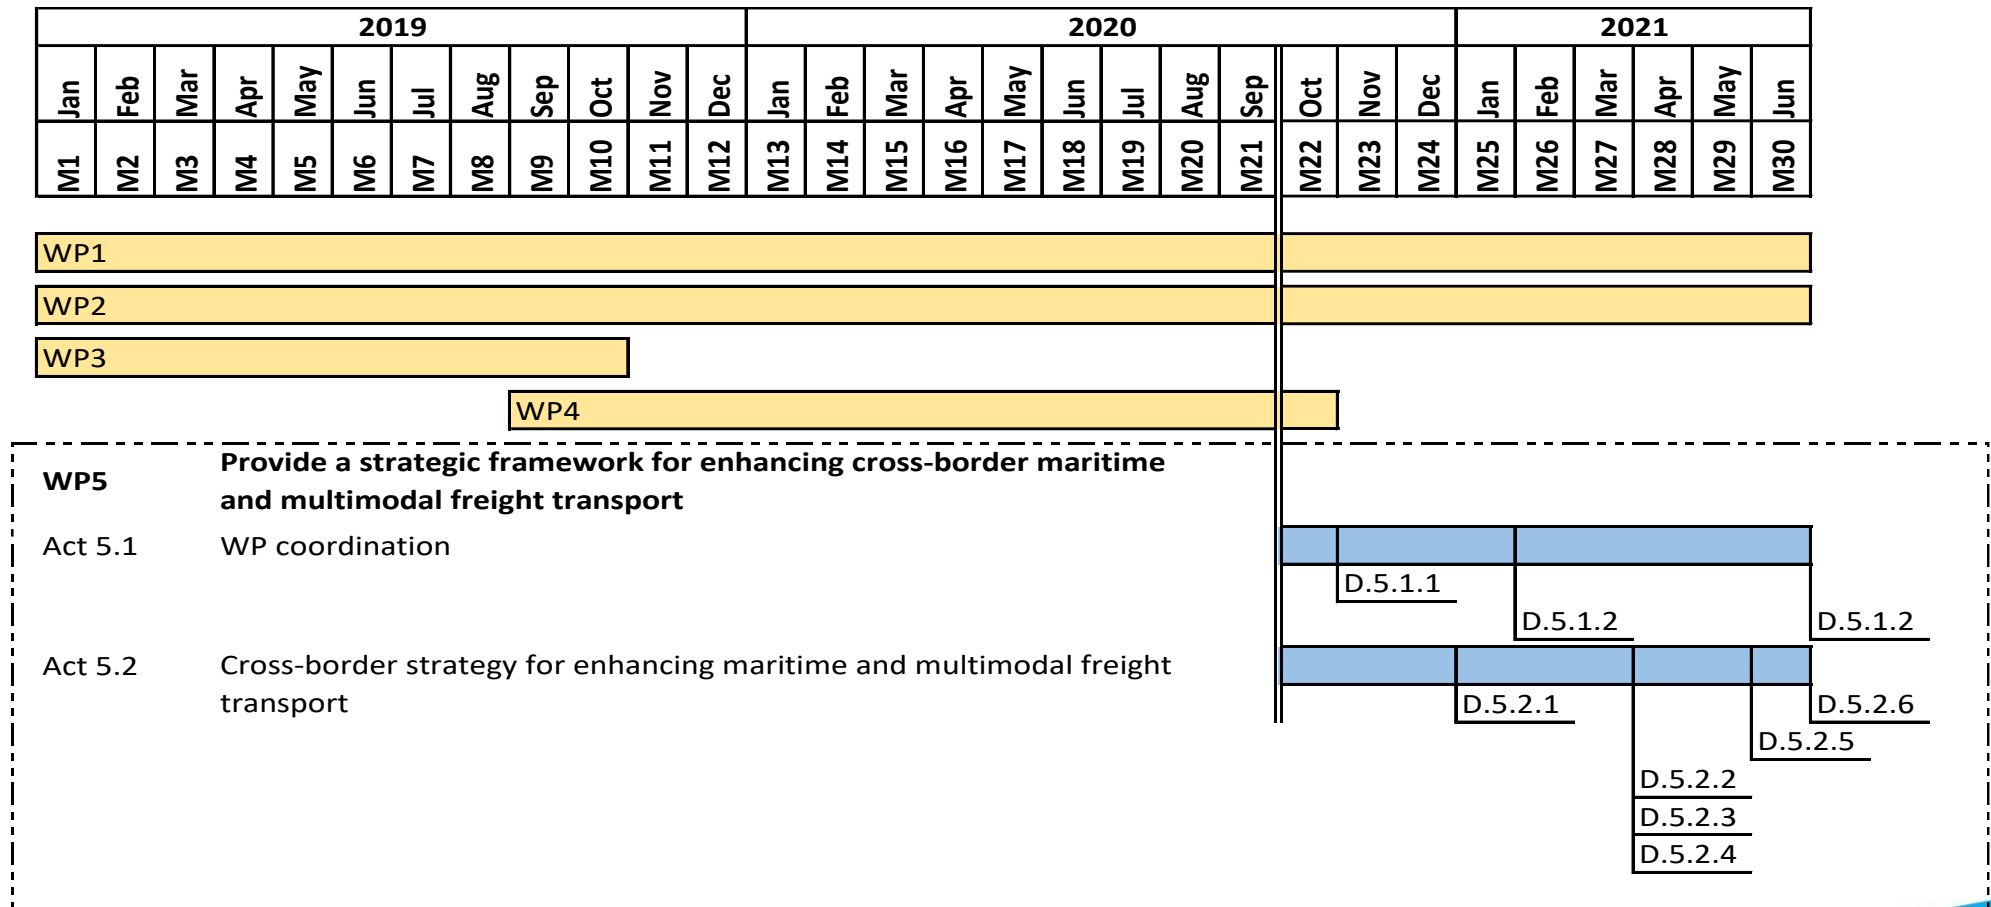 2019 2020 2021
Jan Feb Mar Apr May Jun Jul Aug Sep Oct Nov Dec Jan Feb Mar Apr May Jun Jul Aug Sep Oct Nov Dec Jan Feb Mar Apr May Jun
M1 M2 M3 M4 M5 M6 M7 M8 M9 M10 M11 M12 M13 M14 M15 M16 M17 M18 M19 M20 M21 M22 M23 M24 M25 M26 M27 M28 M29 M30
WP1
WP2
WP3
WP4
WP5 Provide a strategic framework for enhancing cross-border maritime
and multimodal freight transport
Act 5.1 WP coordination
D.5.1.1
D.5.1.2 D.5.1.2
Act 5.2 Cross-border strategy for enhancing maritime and multimodal freight
transport
D.5.2.1 D.5.2.6
D.5.2.5
D.5.2.2
D.5.2.3
D.5.2.4